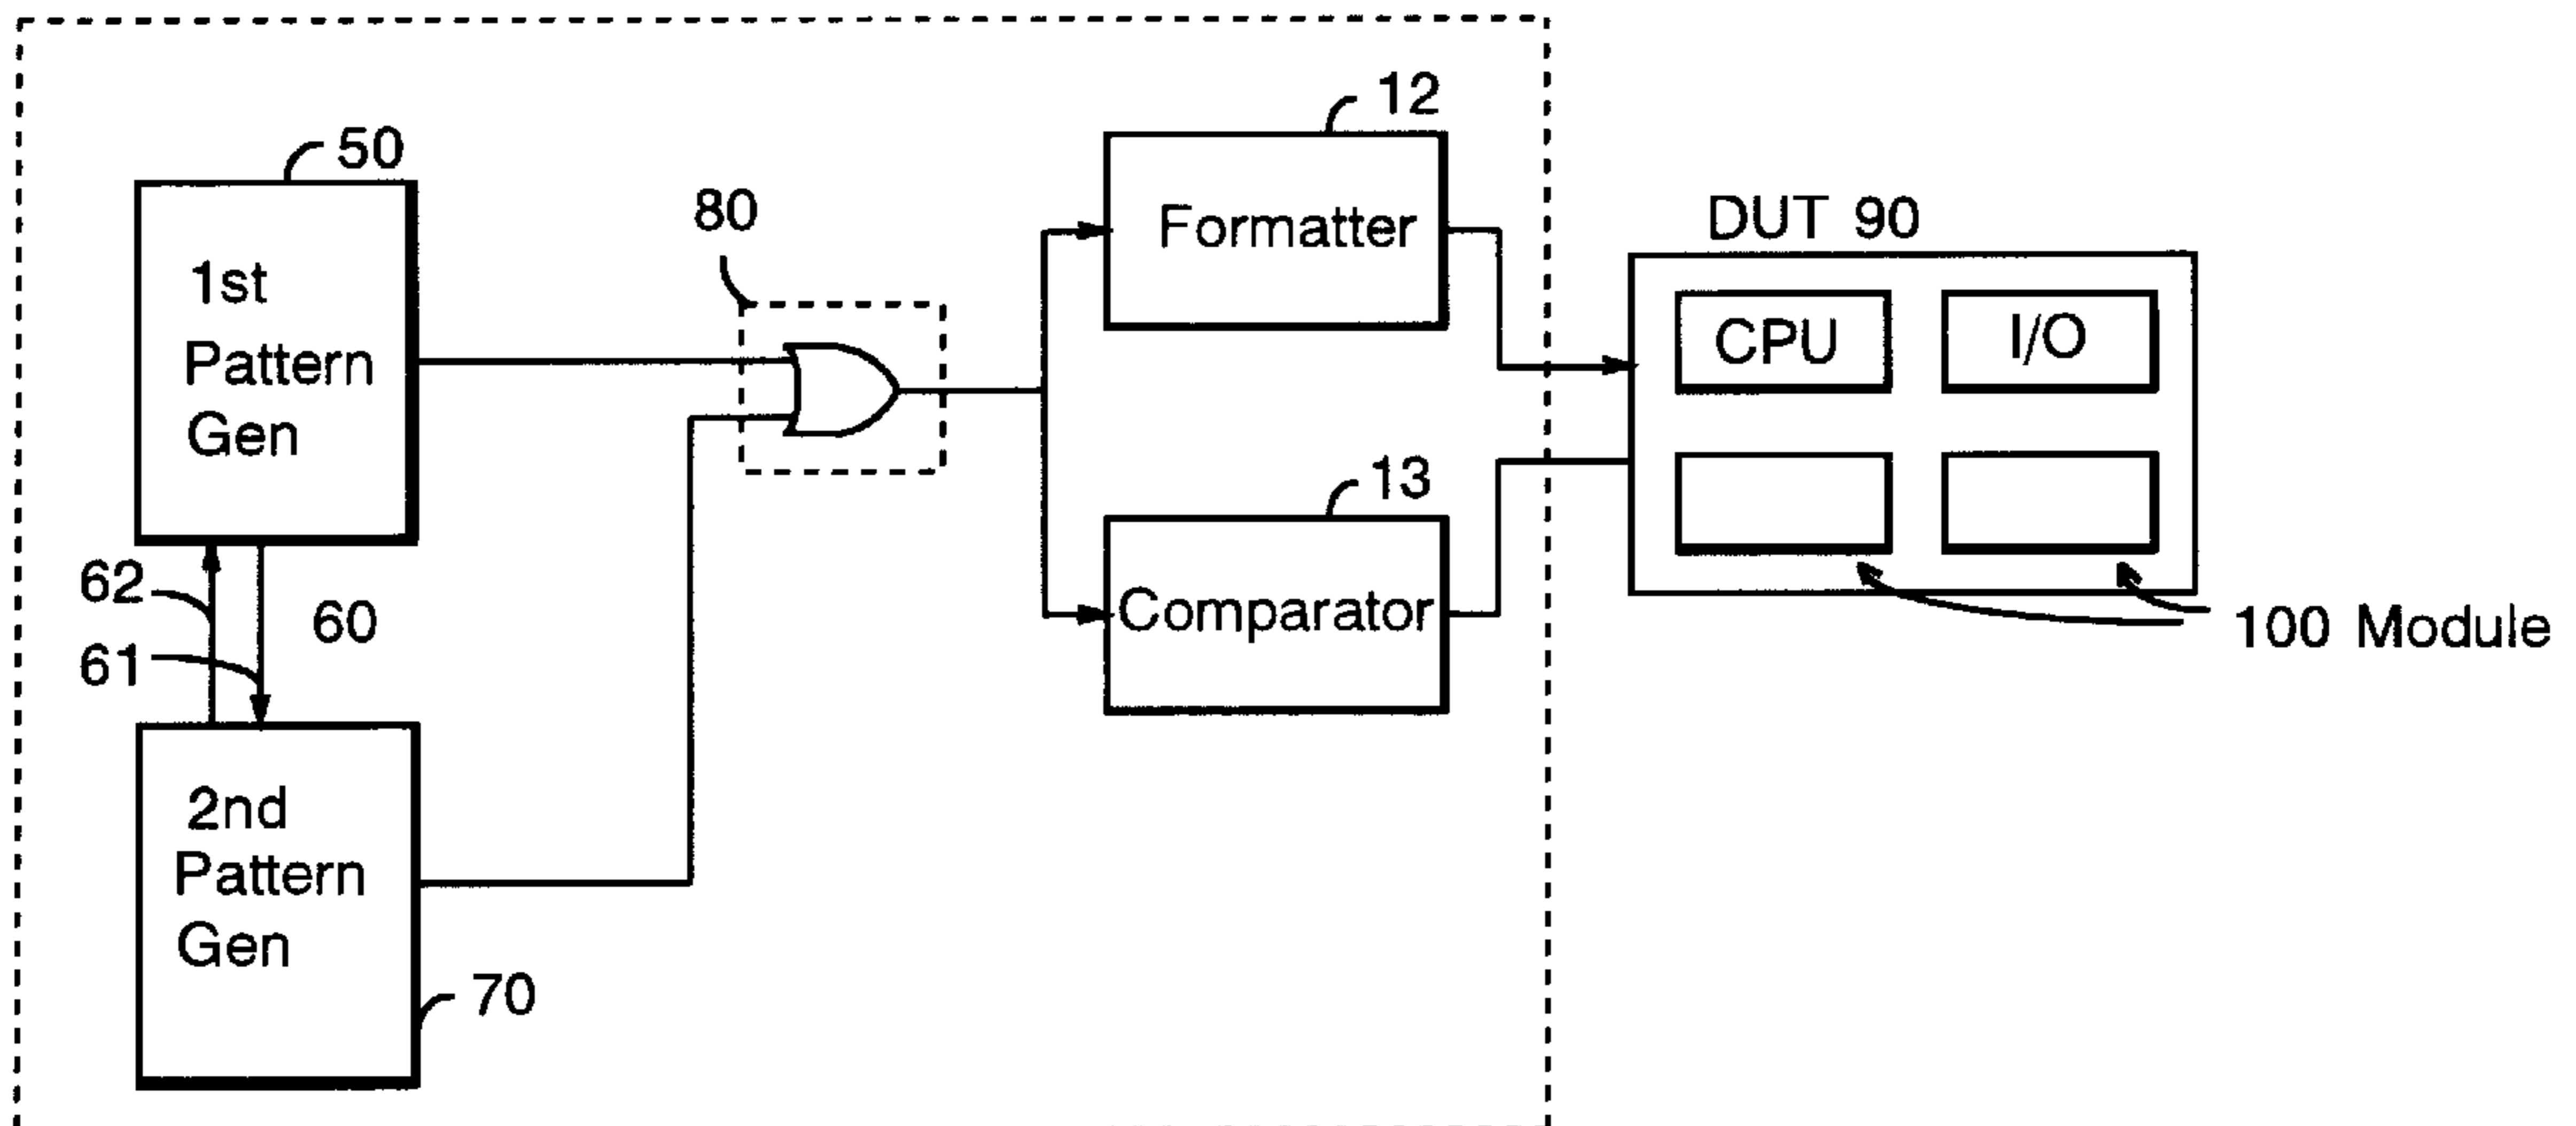 12
50
80
DUT 90
1st
Pattern
Gen
Formatter
CPU
I/O
13
62
60
61
Comparator
100 Module
2nd
Pattern
Gen
70